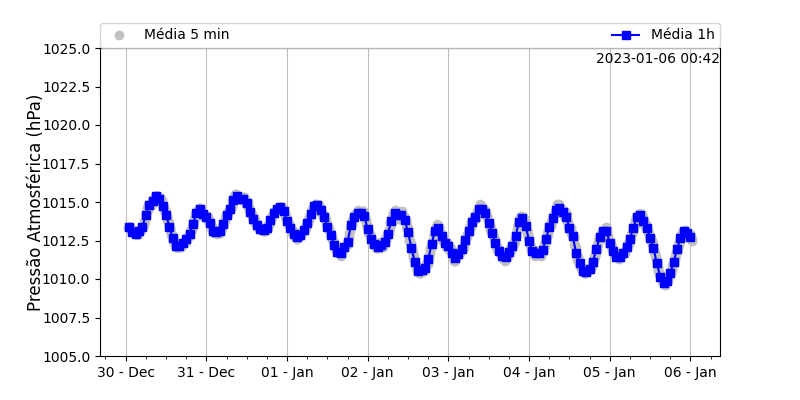 Média 5 min
Média 1h
2023-01-06 00:42
Pressão Atmosférica (hPa)
1025.0
1022.5
1020.0
1017.5
1015.0
1012.5
1010.0
1007.5
1005.0
30 - Dec
31 - Dec
01 - Jan
02 - Jan
03 - Jan
04 - Jan
05 - Jan
06 - Jan